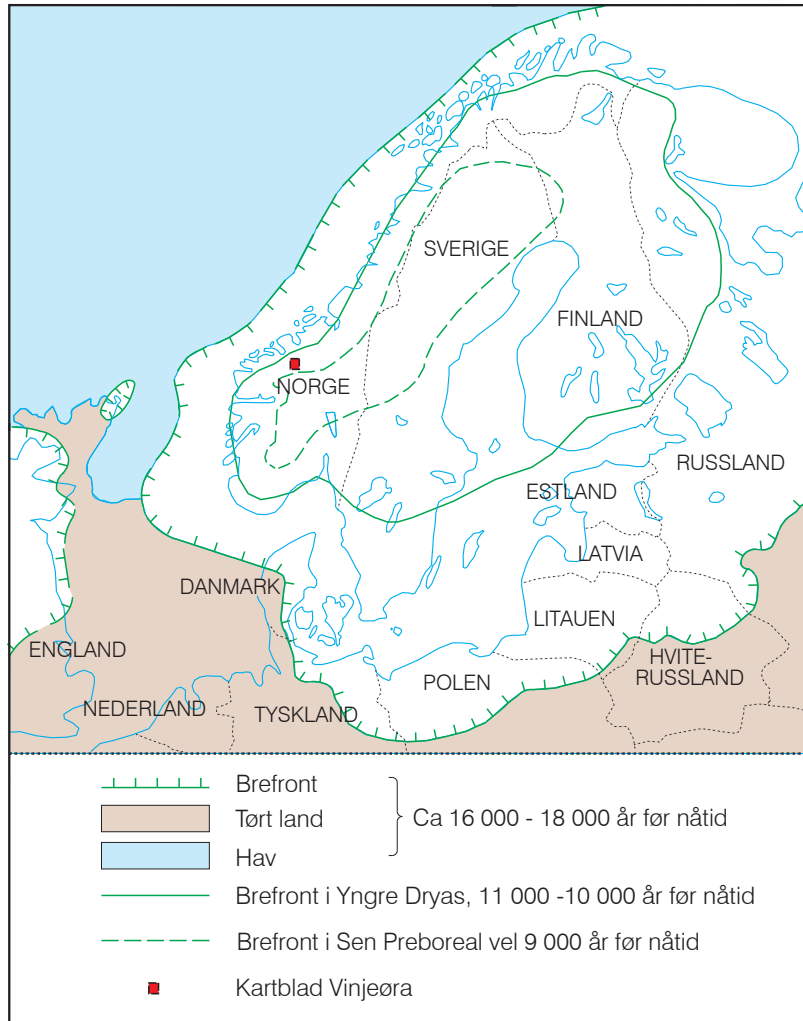 SVERIGE
FINLAND
NORGE
RUSSLAND
ESTLAND
LATVIA
DANMARK
LITAUEN
ENGLAND
HVITE-
RUSSLAND
POLEN
NEDERLAND
TYSKLAND
Brefront
Tørt land
Ca 16 000 - 18 000 år før nåtid
Hav
Brefront i Yngre Dryas, 11 000 -10 000 år før nåtid
Brefront i Sen Preboreal vel 9 000 år før nåtid
Kartblad Vinjeøra